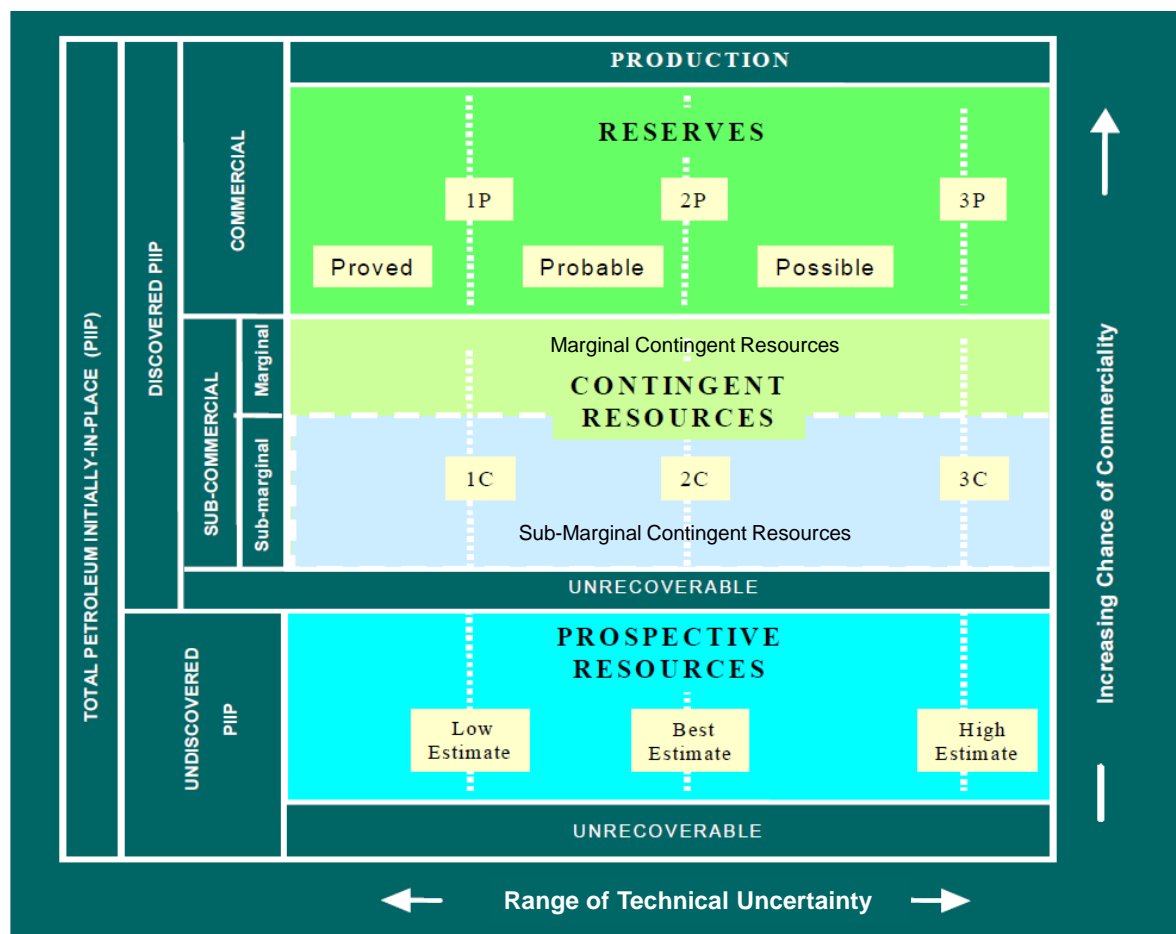 TOTAL PETROLEUM INITIALLY-IN-PLACE (PIIP)
DISCOVERED PIIP
COMMERCIAL
PRODUCTION
RESERVES
1P
2P
3P
Proved
Probable
Possible
SUB-COMMERCIAL
Marginal
Sub-marginal
Marginal Contingent Resources
CONTINGENT
RESOURCES
1C
2C
3C
Sub-Marginal Contingent Resources
UNRECOVERABLE
UNDISCOVERED
PIIP
PROSPECTIVE
RESOURCES
Low
Estimate
Best
Estimate
High
Estimate
UNRECOVERABLE
Increasing Chance of Commerciality
Range of Technical Uncertainty